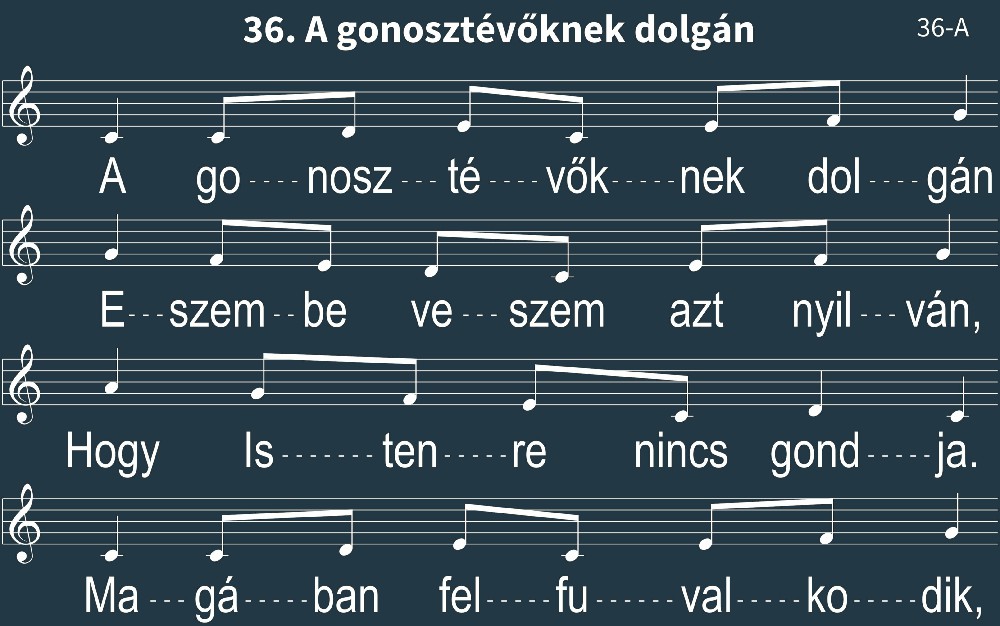 36. A gonosztévőknek dolgán
36-A
A go----nosz---té----vők-----nek dol----gán
E---szem--be ve---szem azt nyil---ván,
Hogy Is-------ten-----re nincs gond-----ja.
Ma---gá-----ban fel-----fu------val-----ko-----dik,